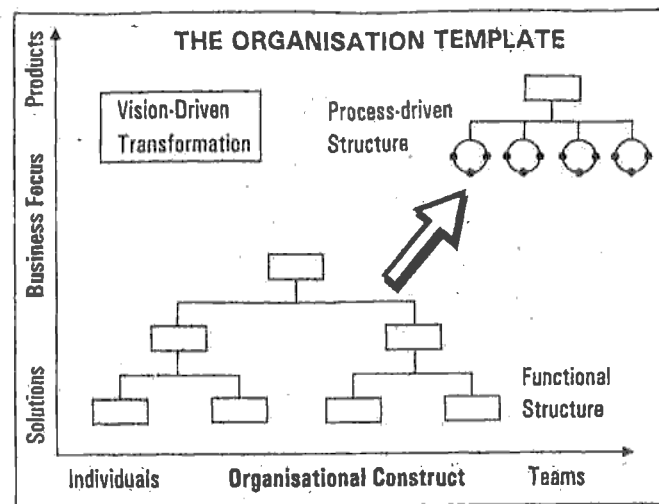 THE ORGANISATION TEMPLATE
Products
Business Focus
Solutions
Vision-Driven
Transformation
Process-driven
Structure
Functional
Structure
Individuals
Organisational Construct
Teams